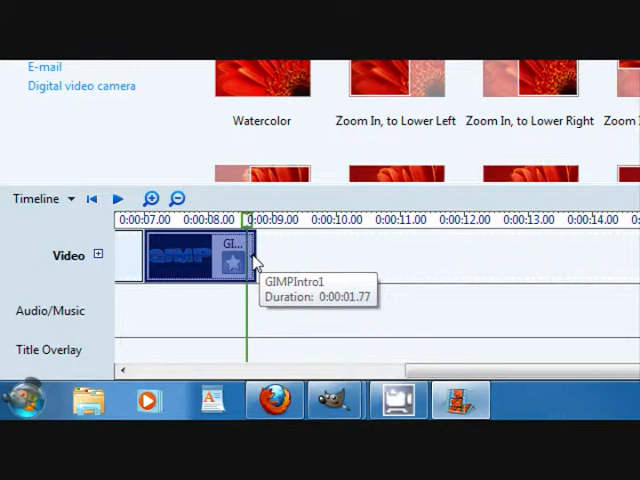 E-mail
Digital video camera
Watercolor
Zoom In, to Lower Left
Zoom In, to Lower Right
Zoom
Timeline
0:00:07.00
0:00:08.00
0:00:09.00
0:00:10.00
0:00:11.00
0:00:12.00
0:00:13.00
0:00:14.00
Video
GIMP
GI...
GIMPIntro1
Duration: 0:00:01.77
Audio/Music
Title Overlay